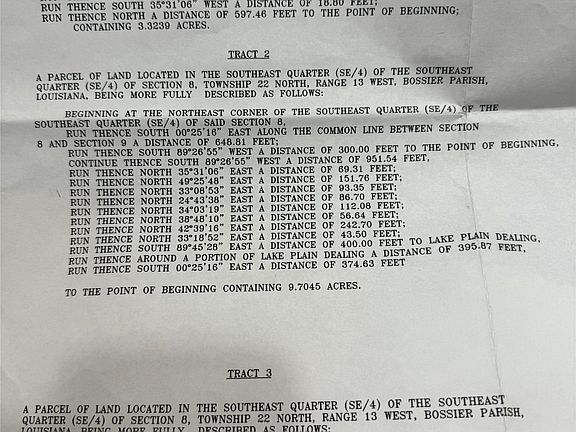 RUN THENCE SOUTH 35°31'06" WEST A DISTANCE OF 18.80 FEET;
RUN THENCE NORTH A DISTANCE OF 597.46 FEET TO THE POINT OF BEGINNING;
CONTAINING 3.3239 ACRES.
TRACT 2
A PARCEL OF LAND LOCATED IN THE SOUTHEAST QUARTER (SE/4) OF THE SOUTHEAST
QUARTER (SE/4) OF SECTION 8, TOWNSHIP 22 NORTH, RANGE 13 WEST, BOSSIER PARISH,
LOUISIANA, BEING MORE FULLY DESCRIBED AS FOLLOWS:
BEGINNING AT THE NORTHEAST CORNER OF THE SOUTHEAST QUARTER (SE/4) OF THE
SOUTHEAST QUARTER (SE/4) OF SAID SECTION 8,
RUN THENCE SOUTH 00°25'16" EAST ALONG THE COMMON LINE BETWEEN SECTION
8 AND SECTION 9 A DISTANCE OF 648.81 FEET;
RUN THENCE SOUTH 89°26'55" WEST A DISTANCE OF 300.00 FEET TO THE POINT OF BEGINNING,
CONTINUE THENCE SOUTH 89°26'55" WEST A DISTANCE OF 951.54 FEET,
RUN THENCE NORTH 35°31'06" EAST A DISTANCE OF 69.31 FEET;
RUN THENCE NORTH 49°25'48" EAST A DISTANCE OF 151.76 FEET;
RUN THENCE NORTH 33°08'53" EAST A DISTANCE OF 93.35 FEET;
RUN THENCE NORTH 24°43'38" EAST A DISTANCE OF 86.70 FEET;
RUN THENCE NORTH 34°03'19" EAST A DISTANCE OF 112.08 FEET;
RUN THENCE NORTH 38°48'10" EAST A DISTANCE OF 56.64 FEET;
RUN THENCE NORTH 42°39'16" EAST A DISTANCE OF 242.70 FEET;
RUN THENCE NORTH 33°18'52" EAST A DISTANCE OF 43.50 FEET;
RUN THENCE SOUTH 89°45'28" EAST A DISTANCE OF 400.00 FEET TO LAKE PLAIN DEALING,
RUN THENCE AROUND A PORTION OF LAKE PLAIN DEALING A DISTANCE OF 395.87 FEET,
RUN THENCE SOUTH 00°25'16" EAST A DISTANCE OF 374.63 FEET
TO THE POINT OF BEGINNING CONTAINING 9.7045 ACRES.
TRACT 3
A PARCEL OF LAND LOCATED IN THE SOUTHEAST QUARTER (SE/4) OF THE SOUTHEAST
QUARTER (SE/4) OF SECTION 8, TOWNSHIP 22 NORTH, RANGE 13 WEST, BOSSIER PARISH,
LOUISIANA, BEING MORE FULLY DESCRIBED AS FOLLOWS: